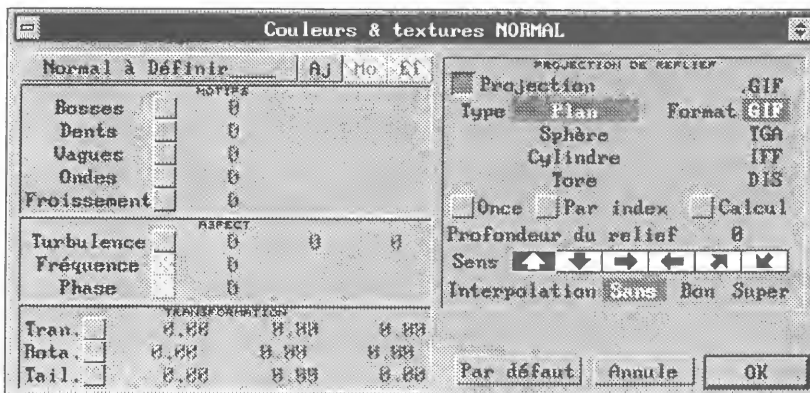 Couleurs & textures NORMAL
Normal à Définir_____ Aj Mo Ef
MOTIFS
Bosses 0
Dents 0
Vagues 0
Ondes 0
Froissement 0
ASPECT
Turbulence 0 0 0
Fréquence 0
Phase 0
TRANSFORMATION
Tran. 0.00 0.00 0.00
Rota. 0.00 0.00 0.00
Tail. 0.00 0.00 0.00
PROJECTION DE REFLIEF
Projection .GIF
Type Plan Format GIF
Sphère TGA
Cylindre IFF
Tore DIS
Once Par index Calcul
Profondeur du relief 0
Sens
Interpolation Sans Bon Super
Par défaut Annule OK